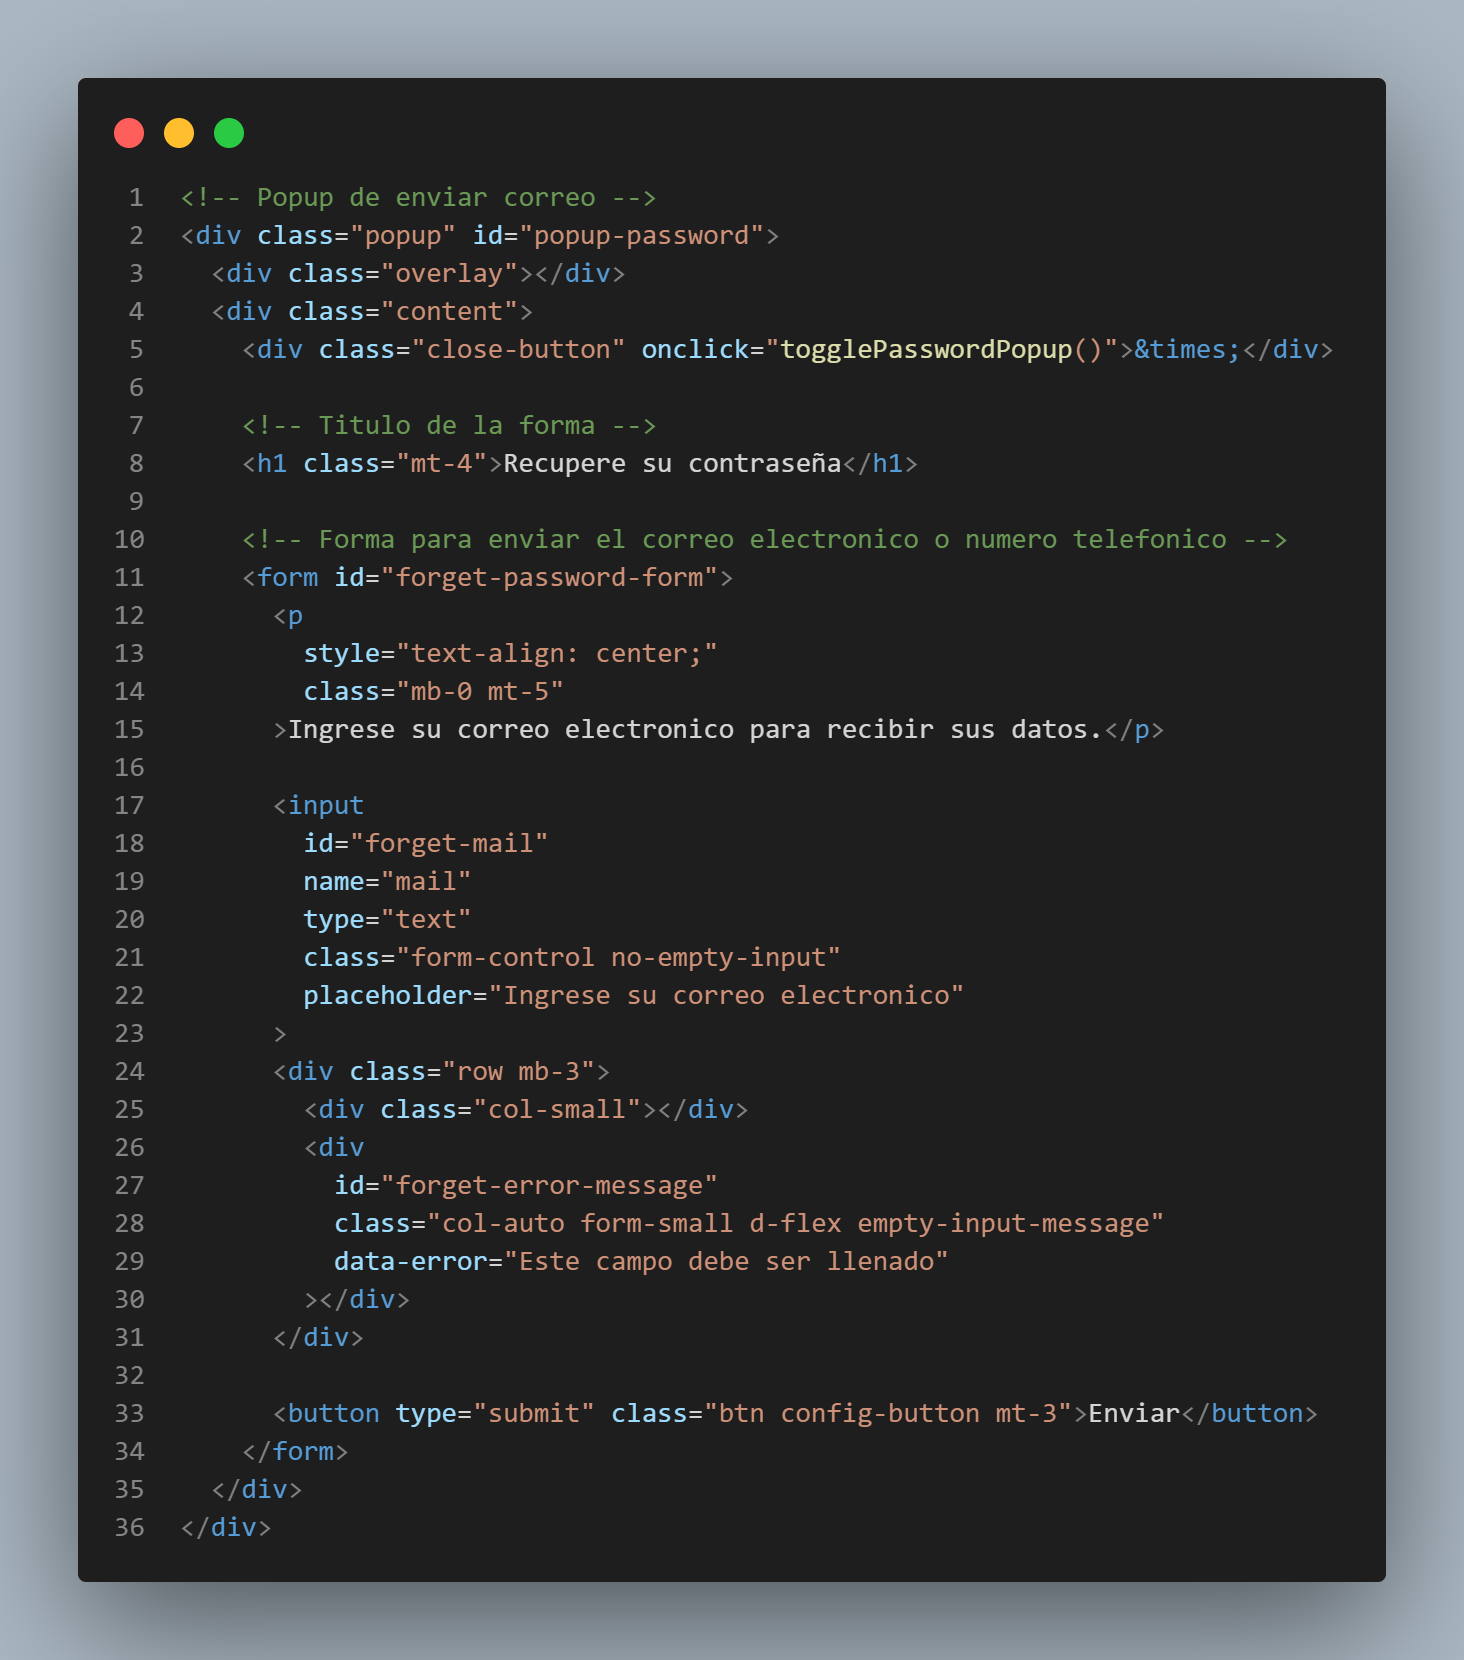 1 <!-- Popup de enviar correo -->
2 <div class="popup" id="popup-password">
3   <div class="overlay"></div>
4   <div class="content">
5     <div class="close-button" onclick="togglePasswordPopup()">&times;</div>
6
7     <!-- Titulo de la forma -->
8     <h1 class="mt-4">Recupere su contraseña</h1>
9
10     <!-- Forma para enviar el correo electronico o numero telefonico -->
11     <form id="forget-password-form">
12       <p
13         style="text-align: center;"
14         class="mb-0 mt-5"
15       >Ingrese su correo electronico para recibir sus datos.</p>
16
17       <input
18         id="forget-mail"
19         name="mail"
20         type="text"
21         class="form-control no-empty-input"
22         placeholder="Ingrese su correo electronico"
23       >
24       <div class="row mb-3">
25         <div class="col-small"></div>
26         <div
27           id="forget-error-message"
28           class="col-auto form-small d-flex empty-input-message"
29           data-error="Este campo debe ser llenado"
30         ></div>
31       </div>
32
33       <button type="submit" class="btn config-button mt-3">Enviar</button>
34     </form>
35   </div>
36 </div>